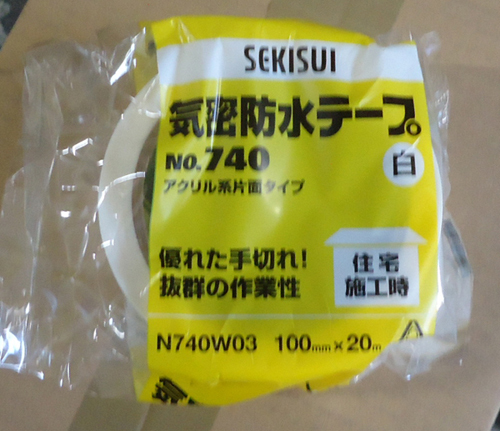 SEKISUI
気密防水テープ。
No.740
白
アクリル系片面タイプ
優れた手切れ!
抜群の作業性
住宅
施工時
N740W03 100mm×20m